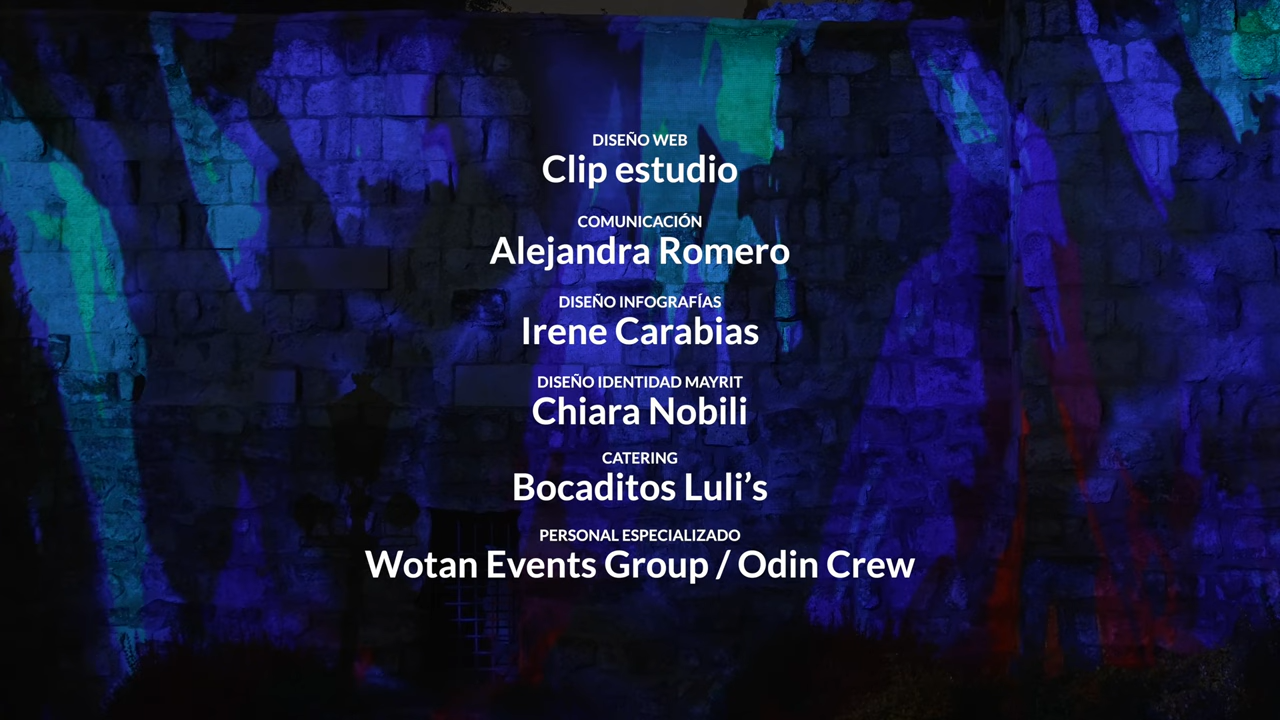 DISEÑO WEB
Clip estudio
COMUNICACIÓN
Alejandra Romero
DISEÑO INFOGRAFÍAS
Irene Carabias
DISEÑO IDENTIDAD MAYRIT
Chiara Nobili
CATERING
Bocaditos Luli’s
PERSONAL ESPECIALIZADO
Wotan Events Group / Odin Crew